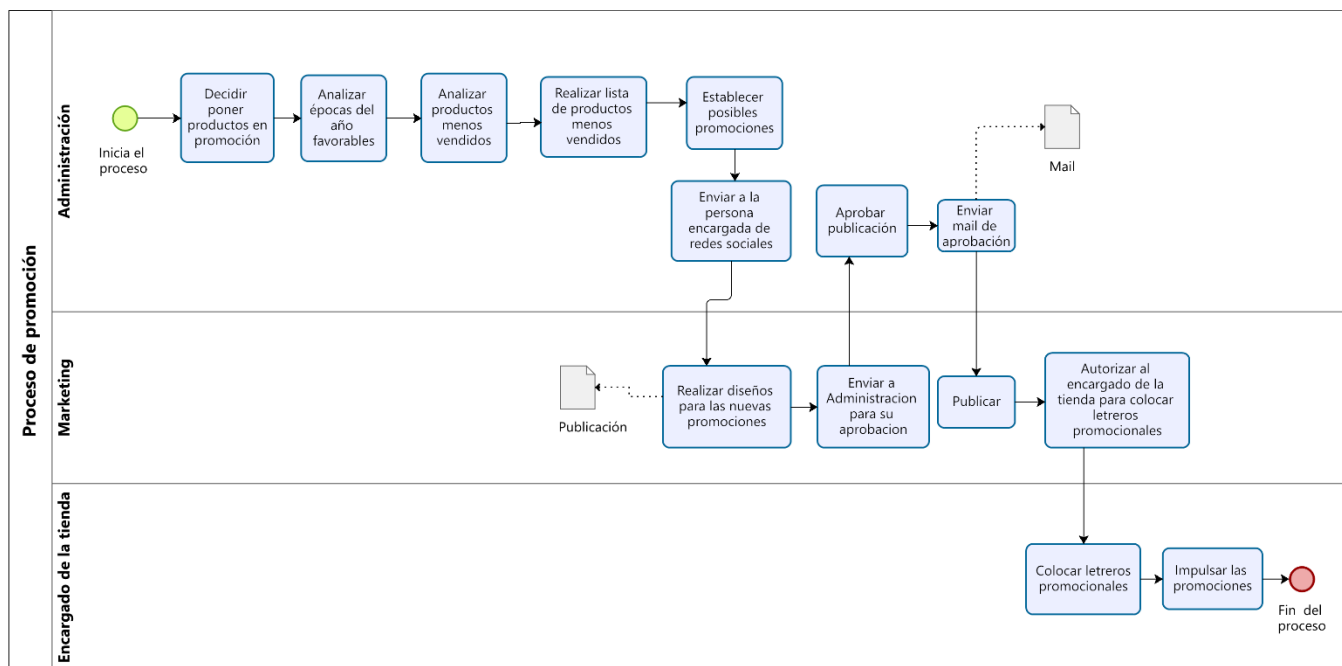 Proceso de promoción
Administración
Inicia el
proceso
Decidir
poner
productos en
promoción
Analizar
épocas del
año
favorables
Analizar
productos
menos
vendidos
Realizar lista
de productos
menos
vendidos
Establecer
posibles
promociones
Enviar a la
persona
encargada de
redes sociales
Aprobar
publicación
Enviar
mail de
aprobación
Mail
Marketing
Publicación
Realizar diseños
para las nuevas
promociones
Enviar a
Administracion
para su
aprobacion
Publicar
Autorizar al
encargado de la
tienda para colocar
letreros
promocionales
Encargado de la tienda
Colocar letreros
promocionales
Impulsar las
promociones
Fin del
proceso